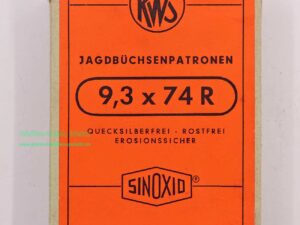 RWS
JAGDBÜCHSENPATRONEN
9,3 x 74 R
QUECKSILBERFREI - ROSTFREI
EROSIONSSICHER
SINOXID ®